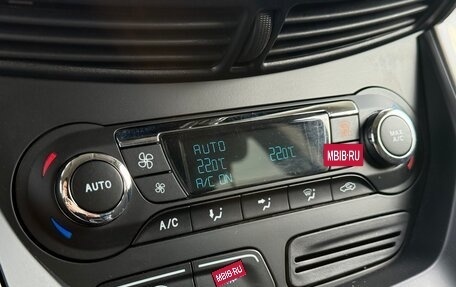 AUTO
22.0°C
22.0°C
A/C ON
AUTO
MAX
A/C
A/C
MBIB.RU
MBIB.RU